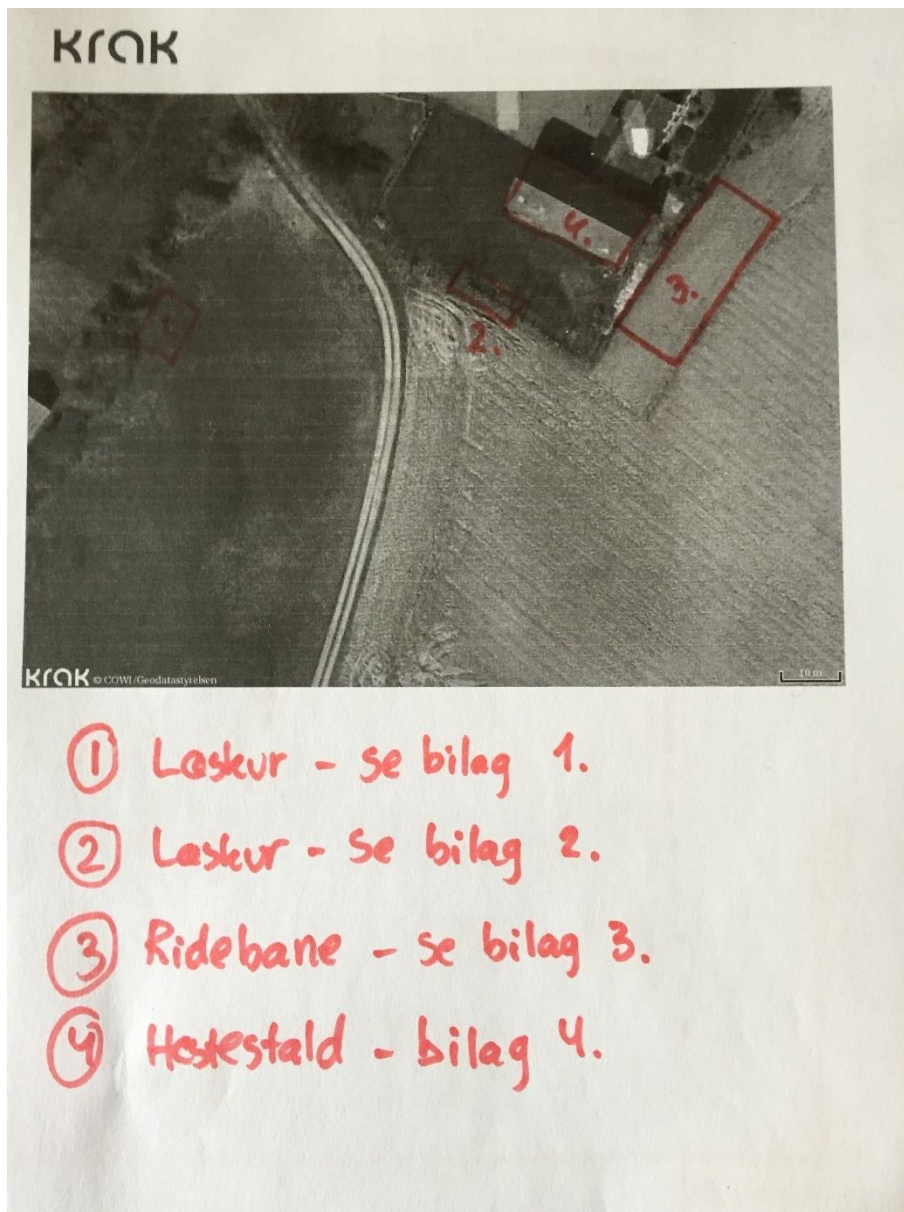 krak
4.
3.
1.
2.
krak © COWI/Geodatastyrelsen
10 m
1 Læskur - se bilag 1.
2 Læskur - se bilag 2.
3 Ridebane - se bilag 3.
4 Hestestald - bilag 4.